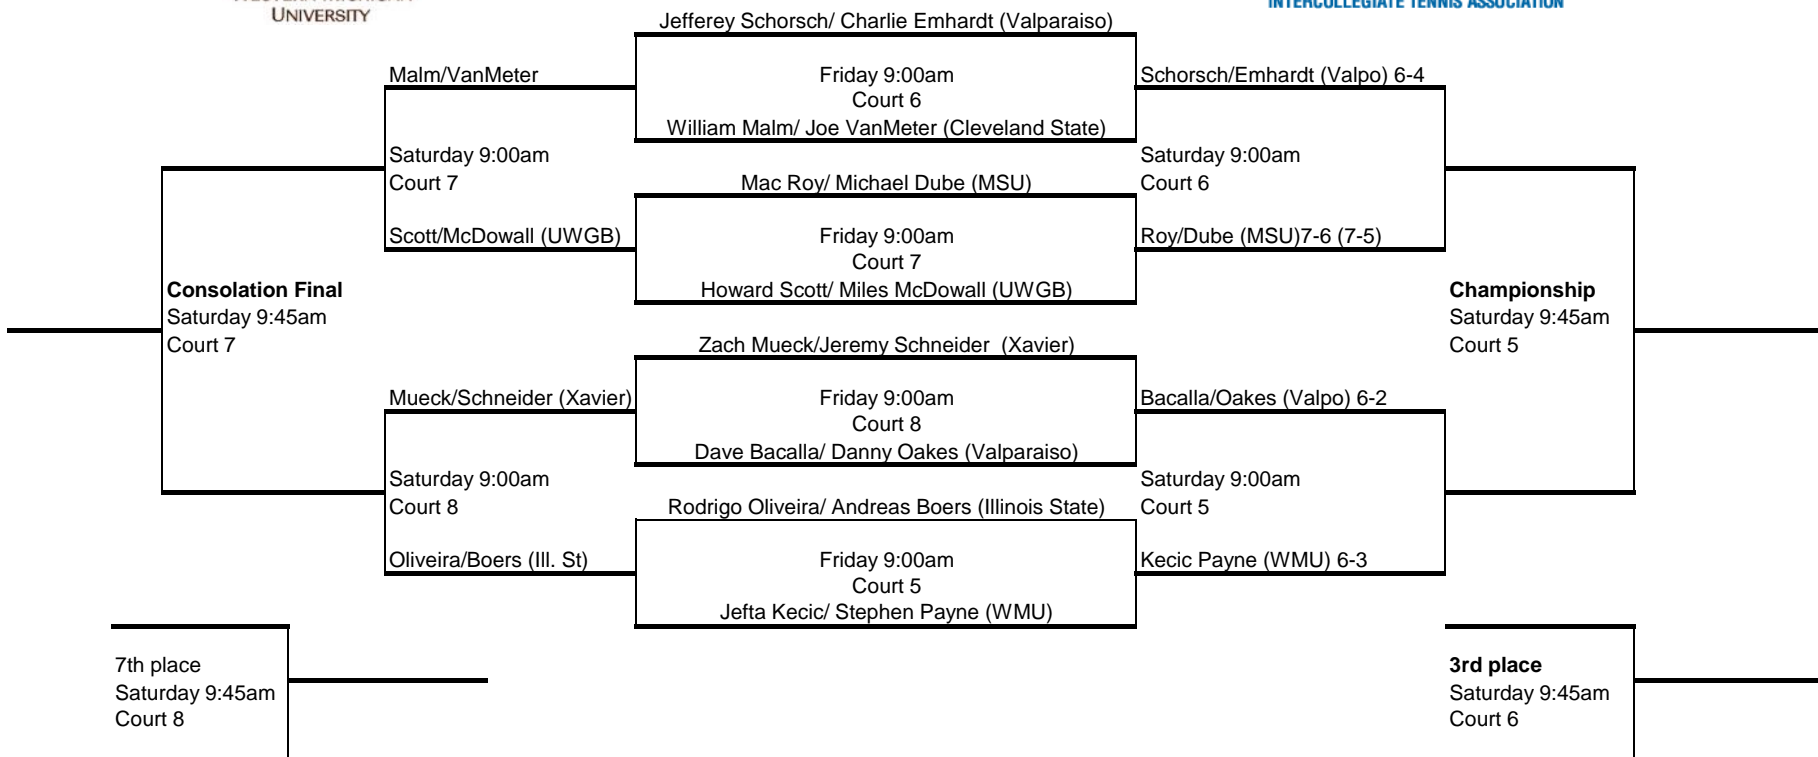 UNIVERSITY
INTERCOLLEGIATE TENNIS ASSOCIATION
Jefferey Schorsch/ Charlie Emhardt (Valparaiso)
Malm/VanMeter
Friday 9:00am
Court 6
Schorsch/Emhardt (Valpo) 6-4
William Malm/ Joe VanMeter (Cleveland State)
Saturday 9:00am
Court 7
Saturday 9:00am
Court 6
Mac Roy/ Michael Dube (MSU)
Scott/McDowall (UWGB)
Friday 9:00am
Court 7
Roy/Dube (MSU)7-6 (7-5)
Howard Scott/ Miles McDowall (UWGB)
Consolation Final
Saturday 9:45am
Court 7
Championship
Saturday 9:45am
Court 5
Zach Mueck/Jeremy Schneider (Xavier)
Mueck/Schneider (Xavier)
Friday 9:00am
Court 8
Bacalla/Oakes (Valpo) 6-2
Dave Bacalla/ Danny Oakes (Valparaiso)
Saturday 9:00am
Court 8
Saturday 9:00am
Court 5
Rodrigo Oliveira/ Andreas Boers (Illinois State)
Oliveira/Boers (Ill. St)
Friday 9:00am
Court 5
Kecic Payne (WMU) 6-3
Jefta Kecic/ Stephen Payne (WMU)
7th place
Saturday 9:45am
Court 8
3rd place
Saturday 9:45am
Court 6